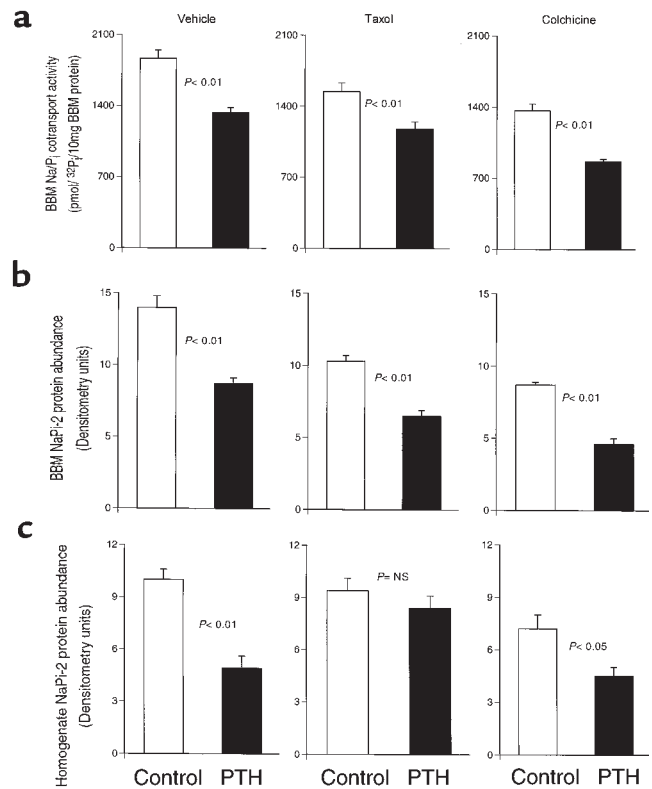 a
Vehicle
Taxol
Colchicine
BBM Na/Pi cotransport activity
(pmol/ 32Pi/10mg BBM protein)
2100
1400
700
0
P< 0.01
2100
1400
700
0
P< 0.01
2100
1400
700
0
P< 0.01
b
BBM NaPi-2 protein abundance
(Densitometry units)
15
10
5
0
P< 0.01
15
10
5
0
P< 0.01
15
10
5
0
P< 0.01
c
Homogenate NaPi-2 protein abundance
(Densitometry units)
12
9
6
3
0
P< 0.01
12
9
6
3
0
P= NS
12
9
6
3
0
P< 0.05
Control PTH
Control PTH
Control PTH